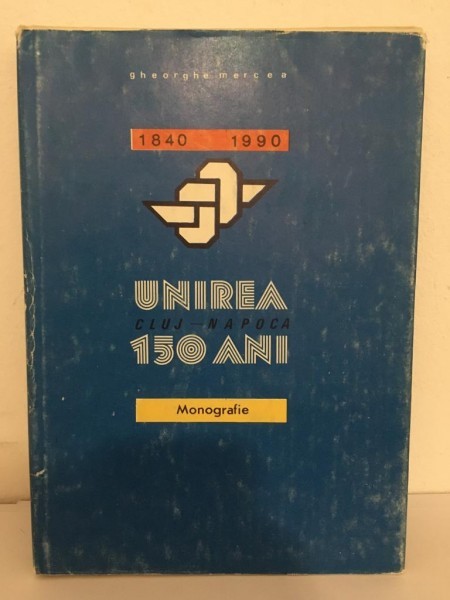 gheorghe mercea
1840 1990
UNIREA
CLUJ-NAPOCA
150 ANI
Monografie